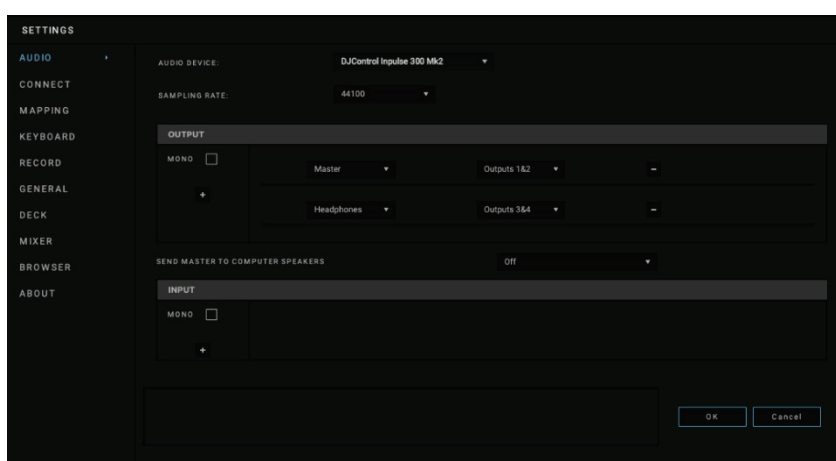 SETTINGS
AUDIO
CONNECT
MAPPING
KEYBOARD
RECORD
GENERAL
DECK
MIXER
BROWSER
ABOUT
AUDIO DEVICE: DJControl Inpulse 300 Mk2
SAMPLING RATE: 44100
OUTPUT
MONO
+
Master Outputs 1&2 −
Headphones Outputs 3&4 −
SEND MASTER TO COMPUTER SPEAKERS Off
INPUT
MONO
+
OK Cancel